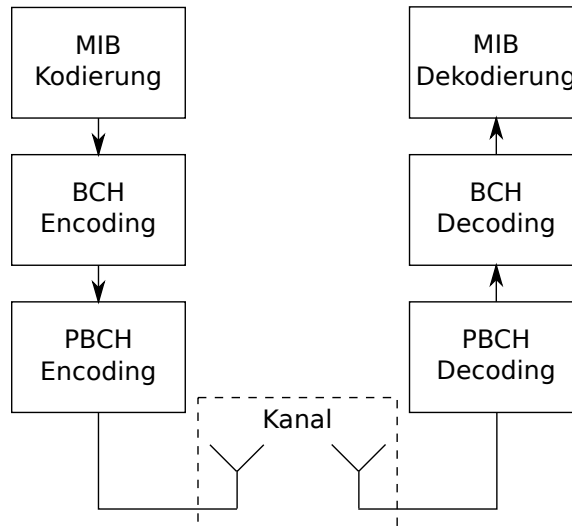 MIB
Kodierung
BCH
Encoding
PBCH
Encoding
Kanal
MIB
Dekodierung
BCH
Decoding
PBCH
Decoding